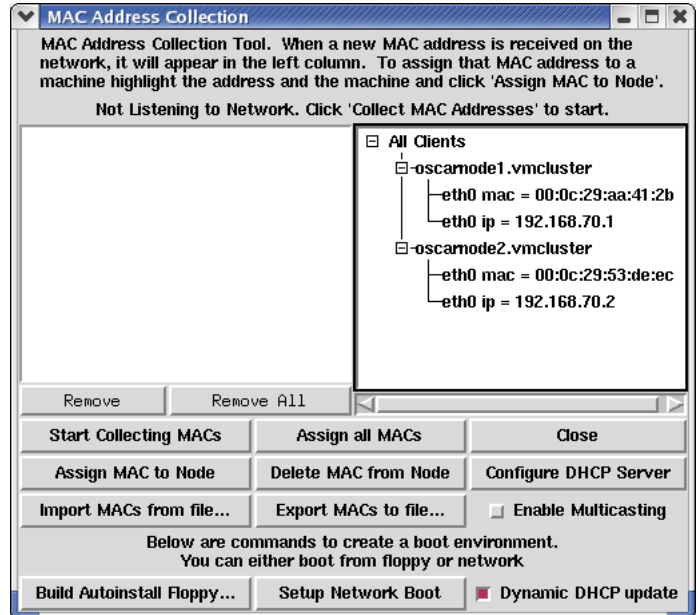 MAC Address Collection
MAC Address Collection Tool. When a new MAC address is received on the
network, it will appear in the left column. To assign that MAC address to a
machine highlight the address and the machine and click 'Assign MAC to Node'.
Not Listening to Network. Click 'Collect MAC Addresses' to start.
All Clients
oscarnode1.vmcluster
eth0 mac = 00:0c:29:aa:41:2b
eth0 ip = 192.168.70.1
oscarnode2.vmcluster
eth0 mac = 00:0c:29:53:de:ec
eth0 ip = 192.168.70.2
Remove
Remove All
Start Collecting MACs
Assign all MACs
Close
Assign MAC to Node
Delete MAC from Node
Configure DHCP Server
Import MACs from file...
Export MACs to file...
Enable Multicasting
Below are commands to create a boot environment.
You can either boot from floppy or network
Build Autoinstall Floppy...
Setup Network Boot
Dynamic DHCP update